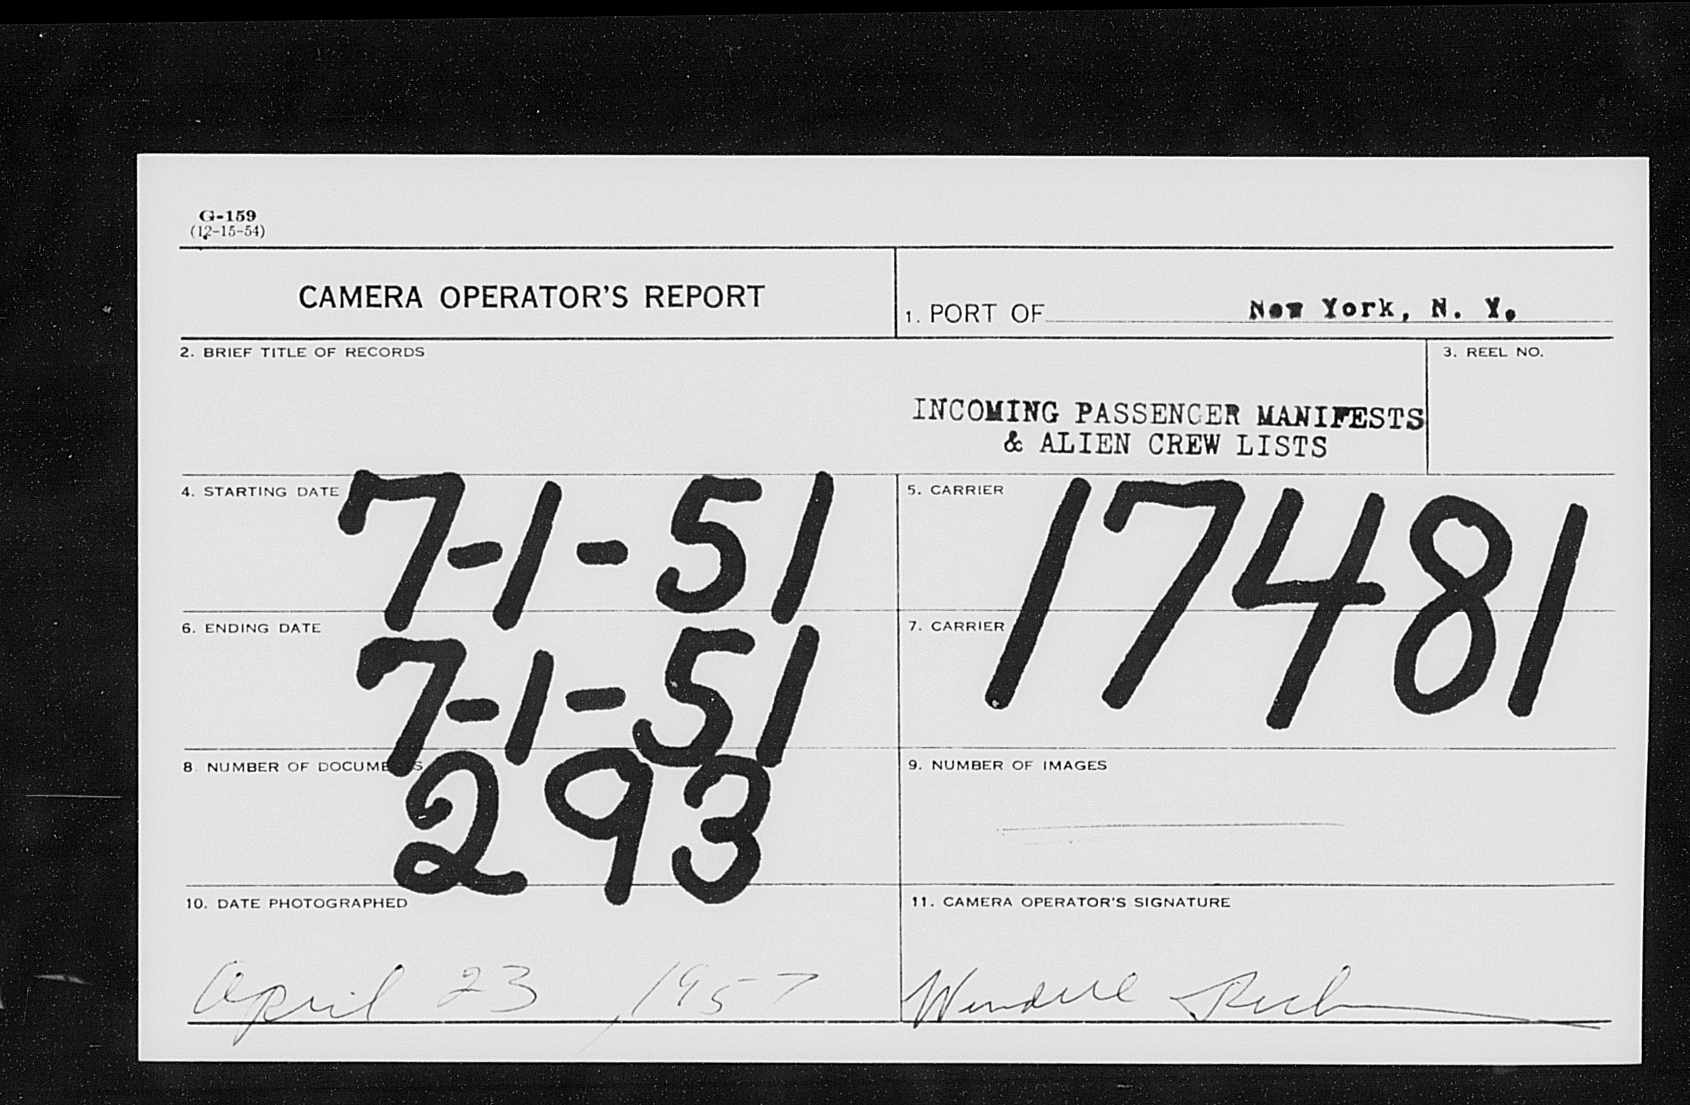 G-159
(12-15-54)
CAMERA OPERATOR'S REPORT
1. PORT OF New York, N. Y.
2. BRIEF TITLE OF RECORDS
INCOMING PASSENGER MANIFESTS
& ALIEN CREW LISTS
3. REEL NO.
4. STARTING DATE 7-1-51
5. CARRIER
17481
6. ENDING DATE 7-1-51
7. CARRIER
8. NUMBER OF DOCUMENTS 293
9. NUMBER OF IMAGES
10. DATE PHOTOGRAPHED
April 23, 1957
11. CAMERA OPERATOR'S SIGNATURE
Wendell